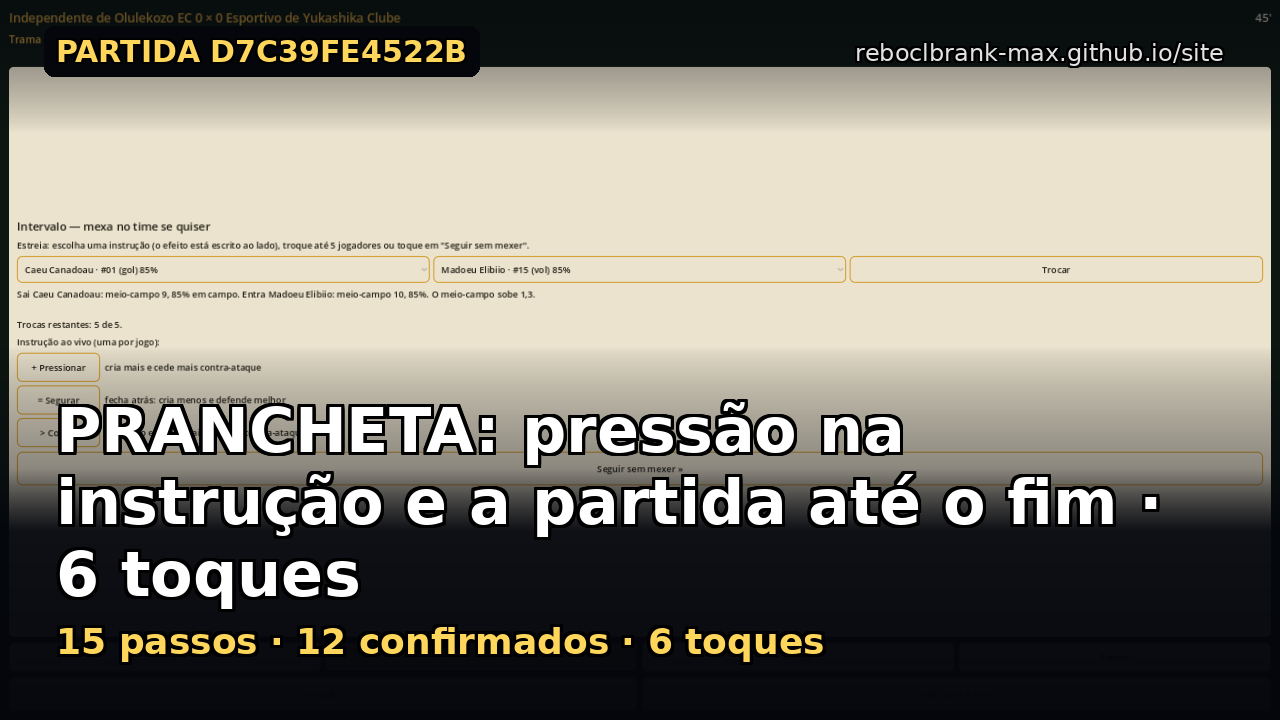 Independente de Olulekozo EC 0 × 0 Esportivo de Yukashika Clube
45'
Trama
PARTIDA D7C39FE4522B
reboclbrank-max.github.io/site
Intervalo — mexa no time se quiser
Estreia: escolha uma instrução (o efeito está escrito ao lado), troque até 5 jogadores ou toque em "Seguir sem mexer".
Caeu Canadoau · #01 (gol) 85%
Madoeu Elibiio · #15 (vol) 85%
Trocar
Sai Caeu Canadoau: meio-campo 9, 85% em campo. Entra Madoeu Elibiio: meio-campo 10, 85%. O meio-campo sobe 1,3.
Trocas restantes: 5 de 5.
Instrução ao vivo (uma por jogo):
+ Pressionar
cria mais e cede mais contra-ataque
= Segurar
fecha atrás: cria menos e defende melhor
Seguir sem mexer »
PRANCHETA: pressão na
instrução e a partida até o fim ·
6 toques
15 passos · 12 confirmados · 6 toques